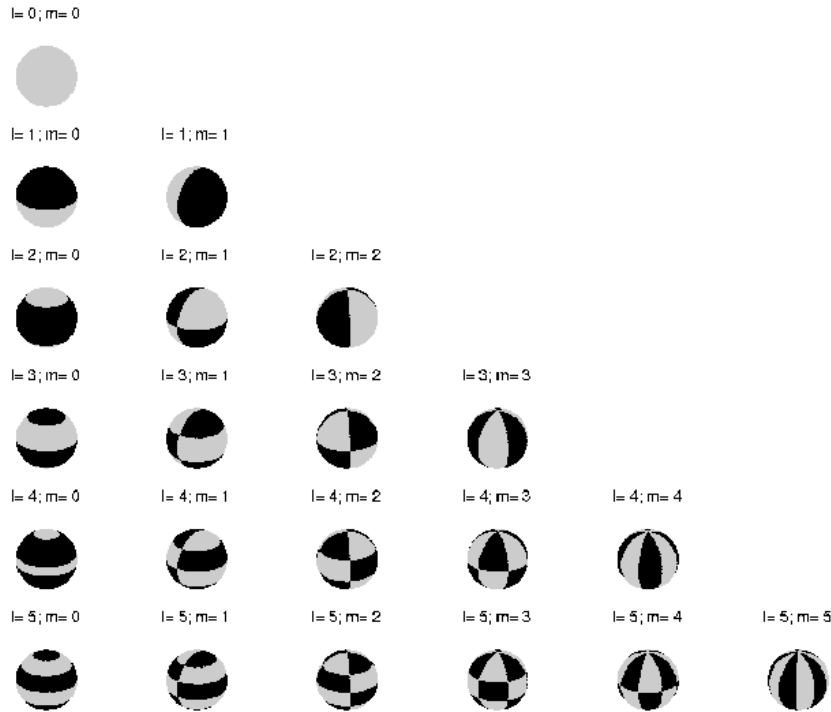 l= 0; m= 0
l= 1; m= 0 l= 1; m= 1
l= 2; m= 0 l= 2; m= 1 l= 2; m= 2
l= 3; m= 0 l= 3; m= 1 l= 3; m= 2 l= 3; m= 3
l= 4; m= 0 l= 4; m= 1 l= 4; m= 2 l= 4; m= 3 l= 4; m= 4
l= 5; m= 0 l= 5; m= 1 l= 5; m= 2 l= 5; m= 3 l= 5; m= 4 l= 5; m= 5